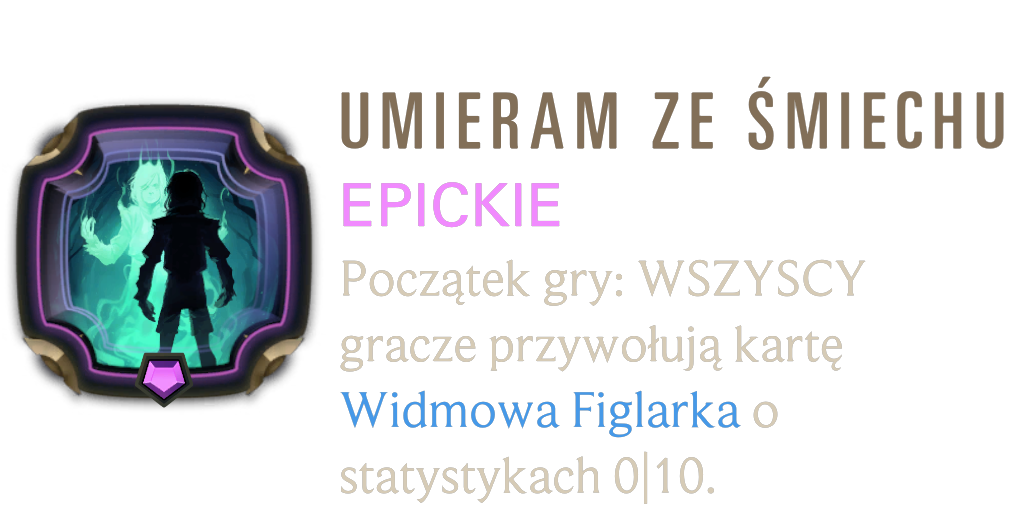 UMIERAM ZE ŚMIECHU
EPICKIE
Początek gry: WSZYSCY
gracze przywołują kartę
Widmowa Figlarka o
statystykach 0|10.